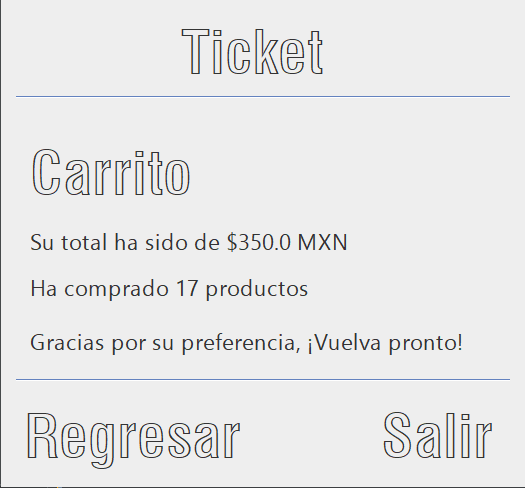 Ticket
Carrito
Su total ha sido de $350.0 MXN
Ha comprado 17 productos
Gracias por su preferencia, ¡Vuelva pronto!
Regresar Salir